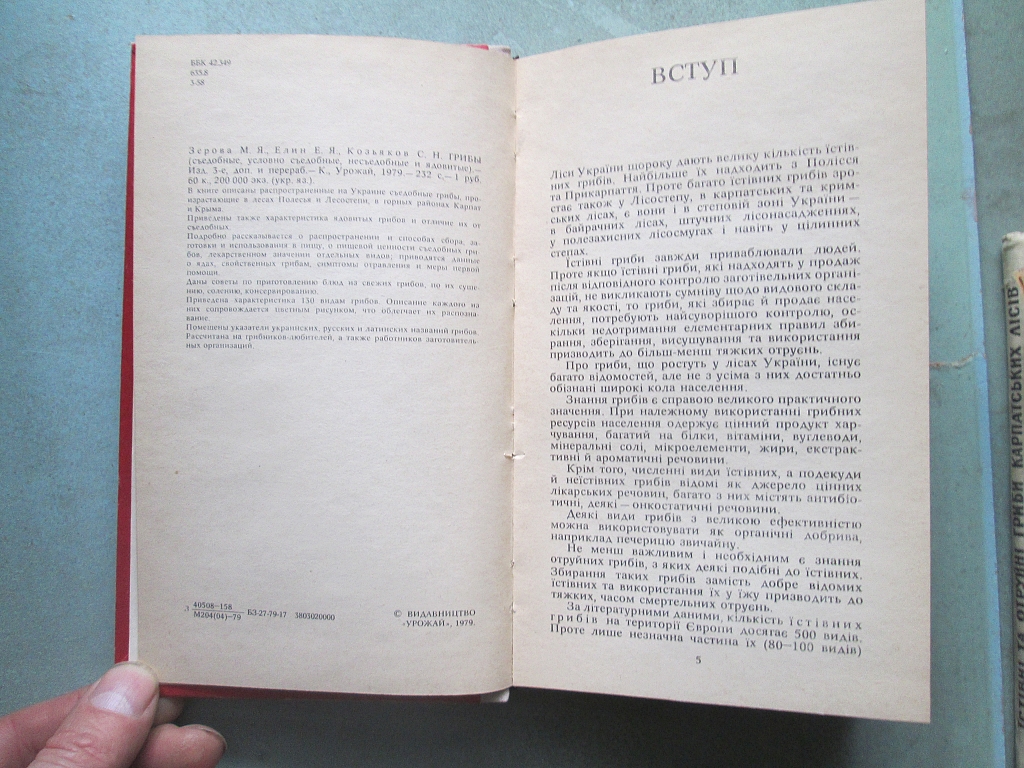 ББК 42.349
635.8
З-58
Зерова М. Я., Елин Е. Я., Козьяков С. Н. ГРИБЫ
(съедобные, условно съедобные, несъедобные и ядовитые) —
Изд. 3-е, доп. и перераб.— К., Урожай, 1979.— 232 с,— 1 руб.
60 к., 200 000 экз. (укр. яз.)
В книге описаны распространенные на Украине съедобные грибы, про-
израстающие в лесах Полесья и Лесостепи, в горных районах Карпат
и Крыма.
Приведены также характеристика ядовитых грибов и отличие их от
съедобных.
Подробно рассказывается о распространении и способах сбора, за-
готовки и использования в пищу, о пищевой ценности съедобных гри-
бов, лекарственном значении отдельных видов; приводятся данные
о ядах, свойственных грибам, симптомы отравления и меры первой
помощи.
Даны советы по приготовлению блюд из свежих грибов, по их суше-
нию, солению, консервированию.
Приведена характеристика 130 видам грибов. Описание каждого из
них сопровождается цветным рисунком, что облегчает их распозна-
вание.
Помещены указатели украинских, русских и латинских названий грибов.
Рассчитана на грибников-любителей, а также работников заготовитель-
ных организаций.
40508—158
М204(04)—79
БЗ-27-79-17 3803020000
© ВИДАВНИЦТВО
«УРОЖАЙ», 1979.
ВСТУП
Ліси України щороку дають велику кількість їстів-
них грибів. Найбільше їх надходить з Полісся
та Прикарпаття. Проте багато їстівних грибів зро-
стає також у Лісостепу, в карпатських та крим-
ських лісах, є вони і в степовій зоні України —
в байрачних лісах, штучних лісонасадженнях,
у полезахисних лісосмугах і навіть у цілинних
степах.
Їстівні гриби завжди приваблювали людей.
Проте якщо їстівні гриби, які надходять у продаж
після відповідного контролю заготівельних органі-
зацій, не викликають сумніву щодо видового скла-
ду та якості, то гриби, які збирає й продає насе-
лення, потребують найсуворішого контролю, ос-
кільки недотримання елементарних правил зби-
рання, зберігання, висушування та використання
призводить до більш-менш тяжких отруєнь.
Про гриби, що ростуть у лісах України, існує
багато відомостей, але не з усіма з них достатньо
обізнані широкі кола населення.
Знання грибів є справою великого практичного
значення. При належному використанні грибних
ресурсів населення одержує цінний продукт хар-
чування, багатий на білки, вітаміни, вуглеводи,
мінеральні солі, мікроелементи, жири, екстрак-
тивні й ароматичні речовини.
Крім того, численні види їстівних, а подекуди
й неїстівних грибів відомі як джерело цінних
лікарських речовин, багато з них містять антибіо-
тичні, деякі — онкостатичні речовини.
Деякі види грибів з великою ефективністю
можна використовувати як органічні добрива,
наприклад печерицю звичайну.
Не менш важливим і необхідним є знання
отруйних грибів, з яких деякі подібні до їстівних.
Збирання таких грибів замість добре відомих
їстівних та використання їх у їжу призводить до
тяжких, часом смертельних отруєнь.
За літературними даними, кількість їстівних
грибів на території Європи досягає 500 видів.
Проте лише незначна частина їх (80—100 видів)
5
ЇСТІВНІ ТА ОТРУЙНІ ГРИБИ КАРПАТСЬКИХ ЛІСІВ